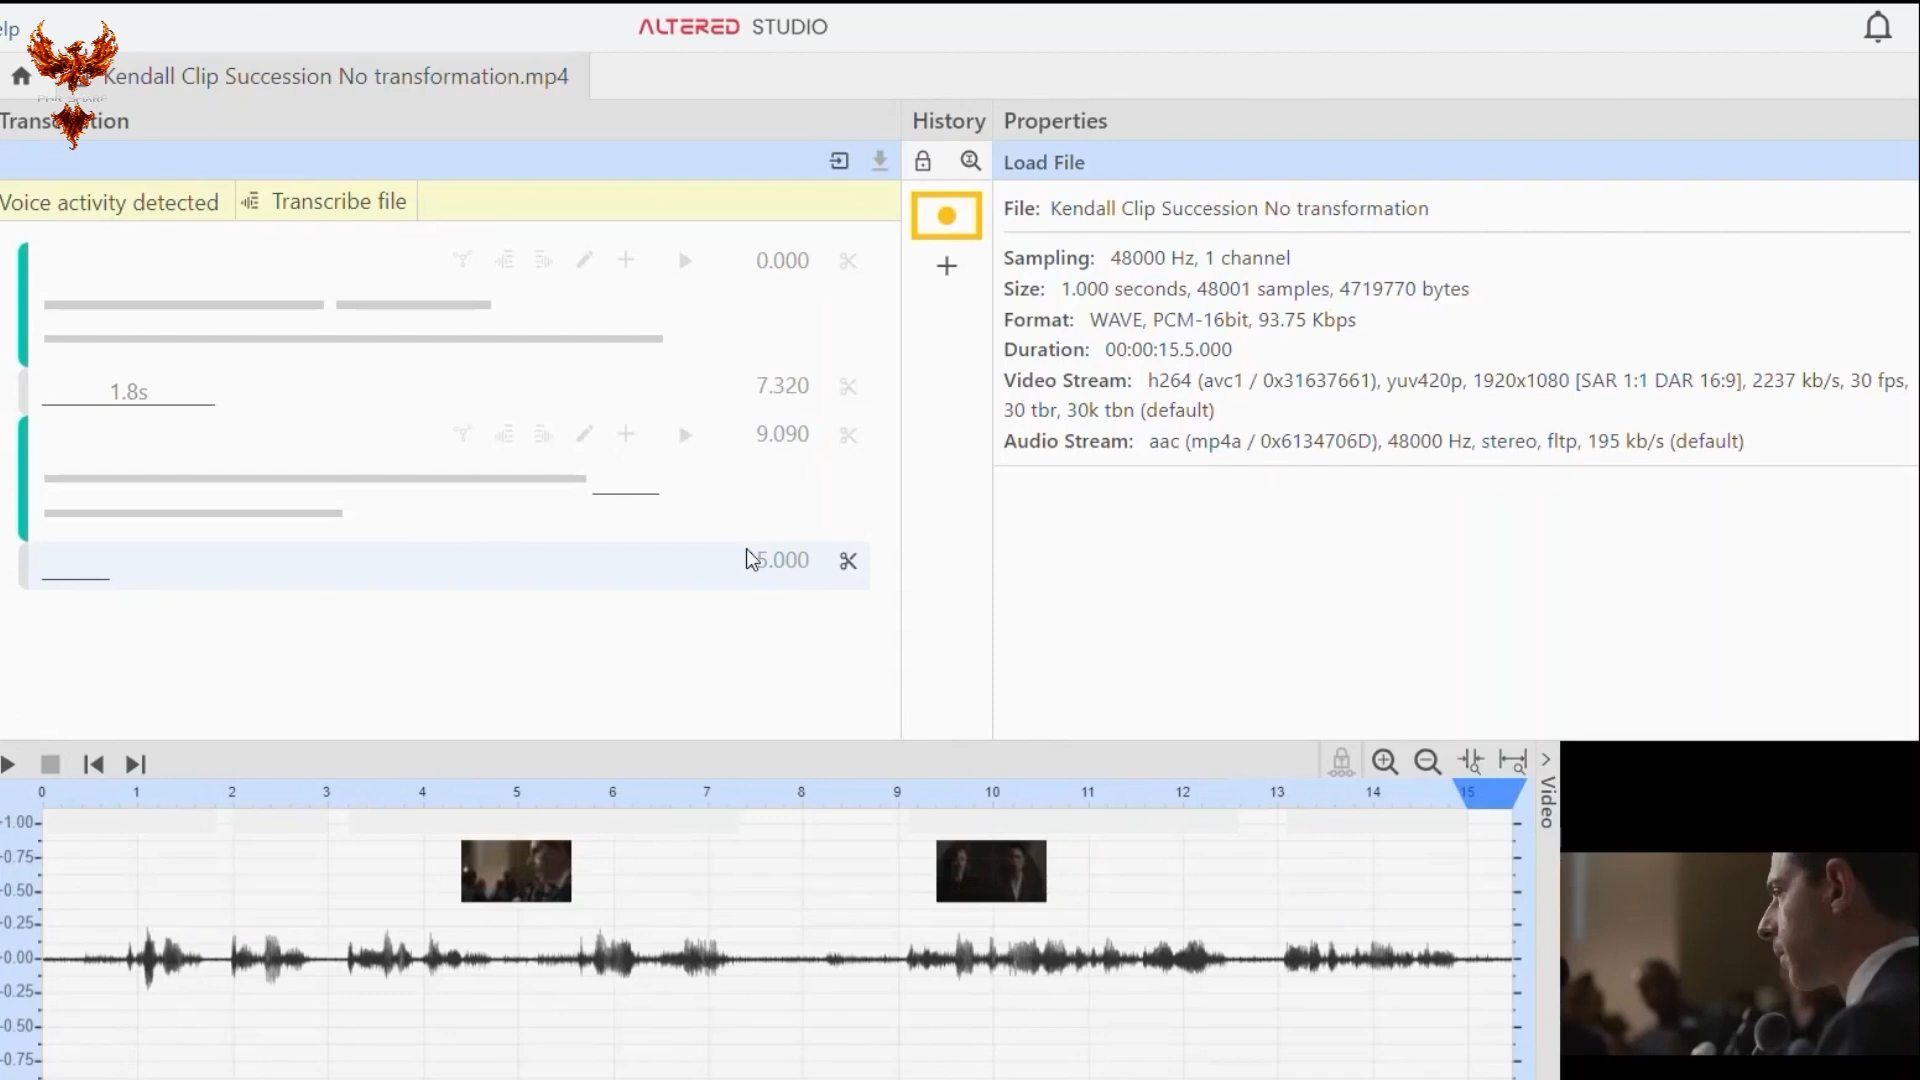 elp
ALTERED STUDIO
Kendall Clip Succession No transformation.mp4
History
Properties
Load File
Voice activity detected
Transcribe file
File: Kendall Clip Succession No transformation
0.000
Sampling: 48000 Hz, 1 channel
Size: 1.000 seconds, 48001 samples, 4719770 bytes
Format: WAVE, PCM-16bit, 93.75 Kbps
Duration: 00:00:15.5.000
Video Stream: h264 (avc1 / 0x31637661), yuv420p, 1920x1080 [SAR 1:1 DAR 16:9], 2237 kb/s, 30 fps,
30 tbr, 30k tbn (default)
1.8s
7.320
9.090
Audio Stream: aac (mp4a / 0x6134706D), 48000 Hz, stereo, fltp, 195 kb/s (default)
5.000
0 1 2 3 4 5 6 7 8 9 10 11 12 13 14 15
Video
1.00
0.75
0.50
0.25
0.00
0.25
0.50
0.75